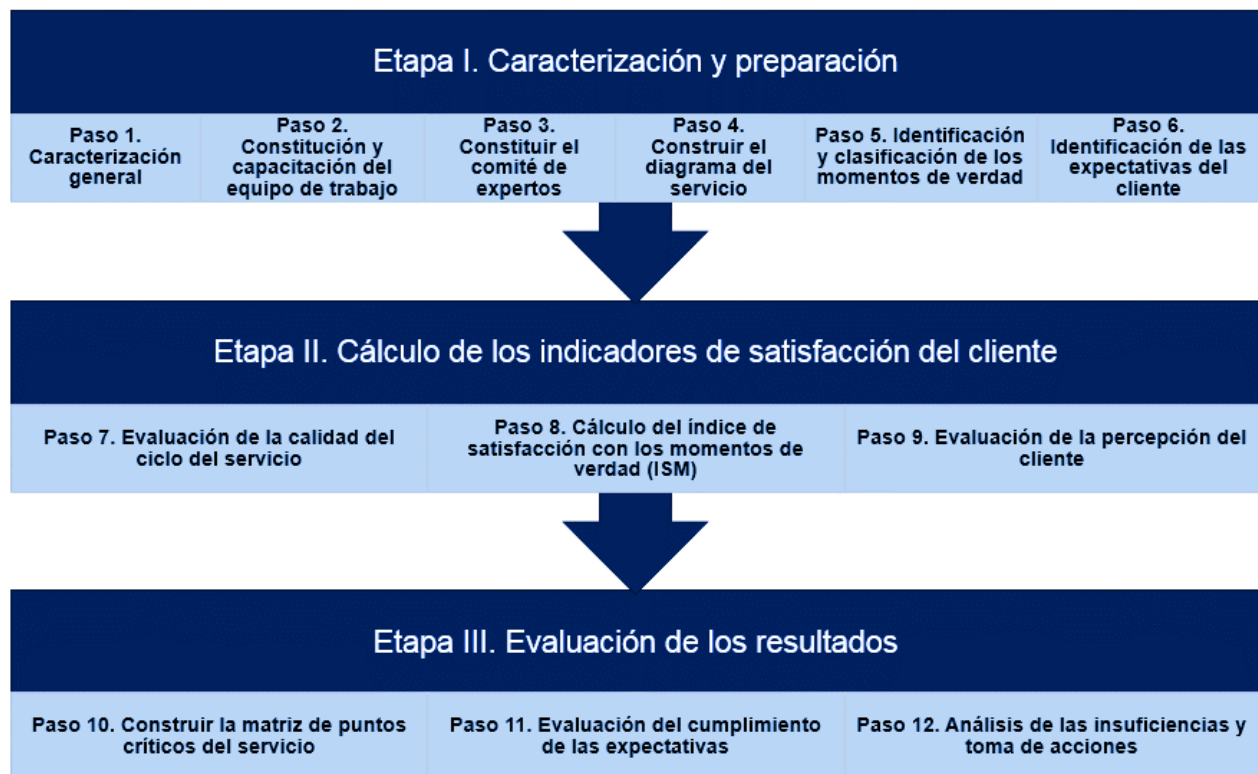 Etapa I. Caracterización y preparación
Paso 1.
Caracterización
general
Paso 2.
Constitución y
capacitación del
equipo de trabajo
Paso 3.
Constituir el
comité de
expertos
Paso 4.
Construir el
diagrama del
servicio
Paso 5. Identificación
y clasificación de los
momentos de verdad
Paso 6.
Identificación de las
expectativas del
cliente
Etapa II. Cálculo de los indicadores de satisfacción del cliente
Paso 7. Evaluación de la calidad del
ciclo del servicio
Paso 8. Cálculo del índice de
satisfacción con los momentos
de verdad (ISM)
Paso 9. Evaluación de la percepción del
cliente
Etapa III. Evaluación de los resultados
Paso 10. Construir la matriz de puntos
críticos del servicio
Paso 11. Evaluación del cumplimiento
de las expectativas
Paso 12. Análisis de las insuficiencias y
toma de acciones